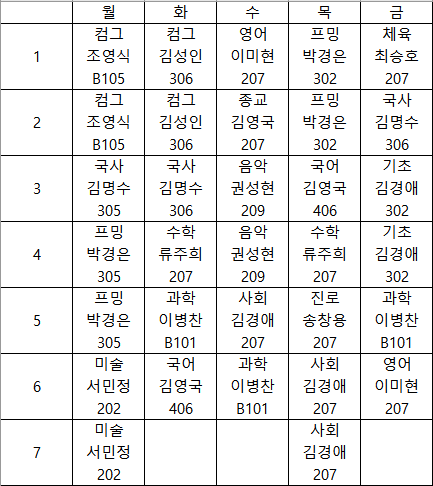 월 화 수 목 금
1
컴그 컴그 영어 프밍 체육
조영식 김성인 이미현 박경은 최승호
B105 306 207 302 207
2
컴그 컴그 종교 프밍 국사
조영식 김성인 김영국 박경은 김명수
B105 306 207 302 306
3
국사 국사 음악 국어 기초
김명수 김명수 권성현 김영국 김경애
305 306 209 406 302
4
프밍 수학 음악 수학 기초
박경은 류주희 권성현 류주희 김경애
305 207 209 207 302
5
프밍 과학 사회 진로 과학
박경은 이병찬 김경애 송창용 이병찬
305 B101 207 207 B101
6
미술 국어 과학 사회 영어
서민정 김영국 이병찬 김경애 이미현
202 406 B101 207 207
7
미술 사회
서민정 김경애
202 207